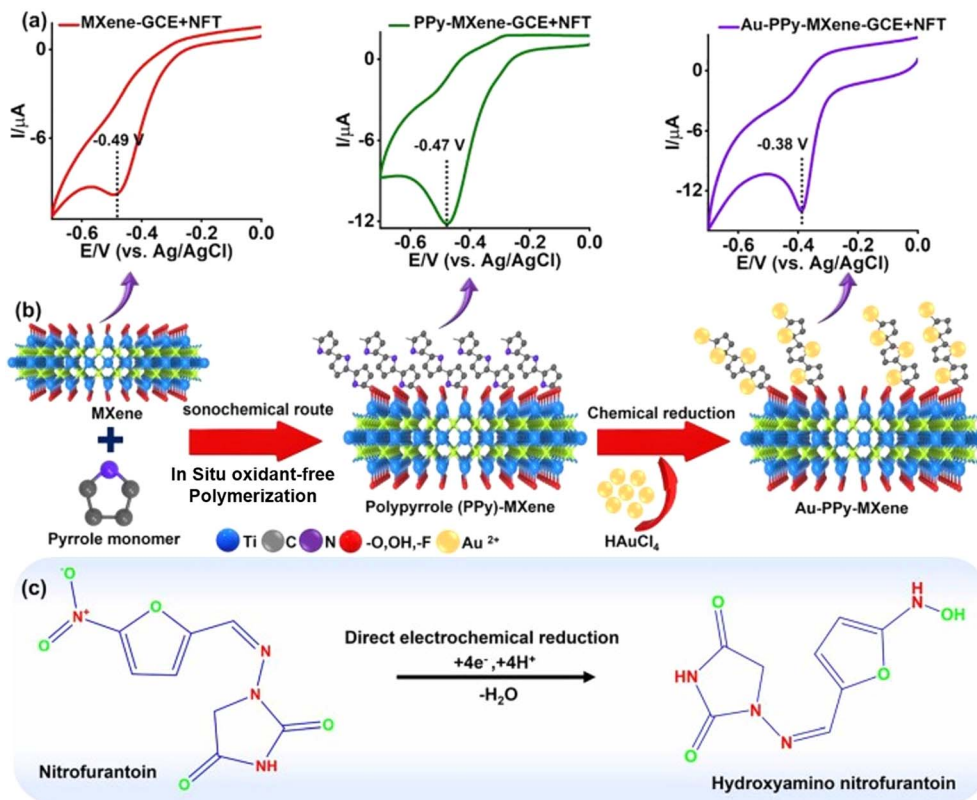 (a)
MXene-GCE+NFT
PPy-MXene-GCE+NFT
Au-PPy-MXene-GCE+NFT
I/µA
0
-6
-0.49 V
-0.6 -0.4 -0.2 0.0
E/V (vs. Ag/AgCl)
I/µA
0
-6
-12
-0.47 V
-0.6 -0.4 -0.2 0.0
E/V (vs. Ag/AgCl)
I/µA
0
-6
-12
-0.38 V
-0.6 -0.4 -0.2 0.0
E/V (vs. Ag/AgCl)
(b)
MXene
+
Pyrrole monomer
sonochemical route
In Situ oxidant-free
Polymerization
Polypyrrole (PPy)-MXene
Chemical reduction
HAuCl₄
Au-PPy-MXene
Ti C N -O,OH,-F Au ²⁺
(c)
⁻O
N⁺
O
O
N
N
O
O
NH
Nitrofurantoin
Direct electrochemical reduction
+4e⁻ ,+4H⁺
-H₂O
H
N
OH
O
O
HN
N
O
N
Hydroxyamino nitrofurantoin